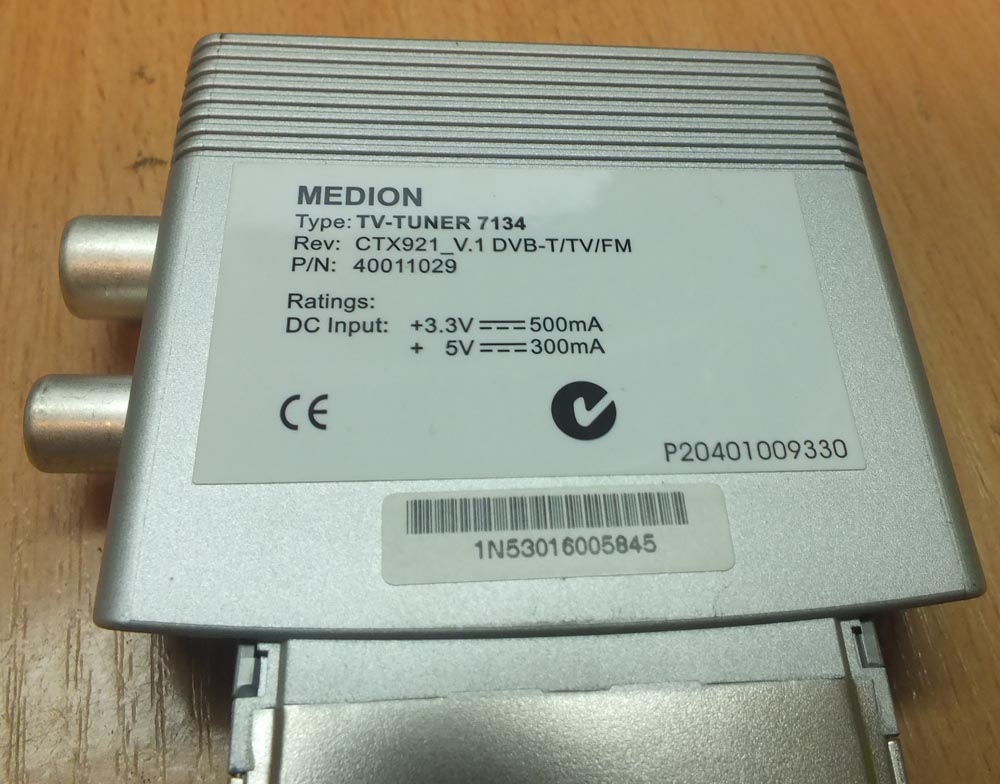 MEDION
Type: TV-TUNER 7134
Rev: CTX921_V.1 DVB-T/TV/FM
P/N: 40011029
Ratings:
DC Input: +3.3V ⎓ 500mA
+ 5V ⎓ 300mA
CE
P20401009330
1N53016005845